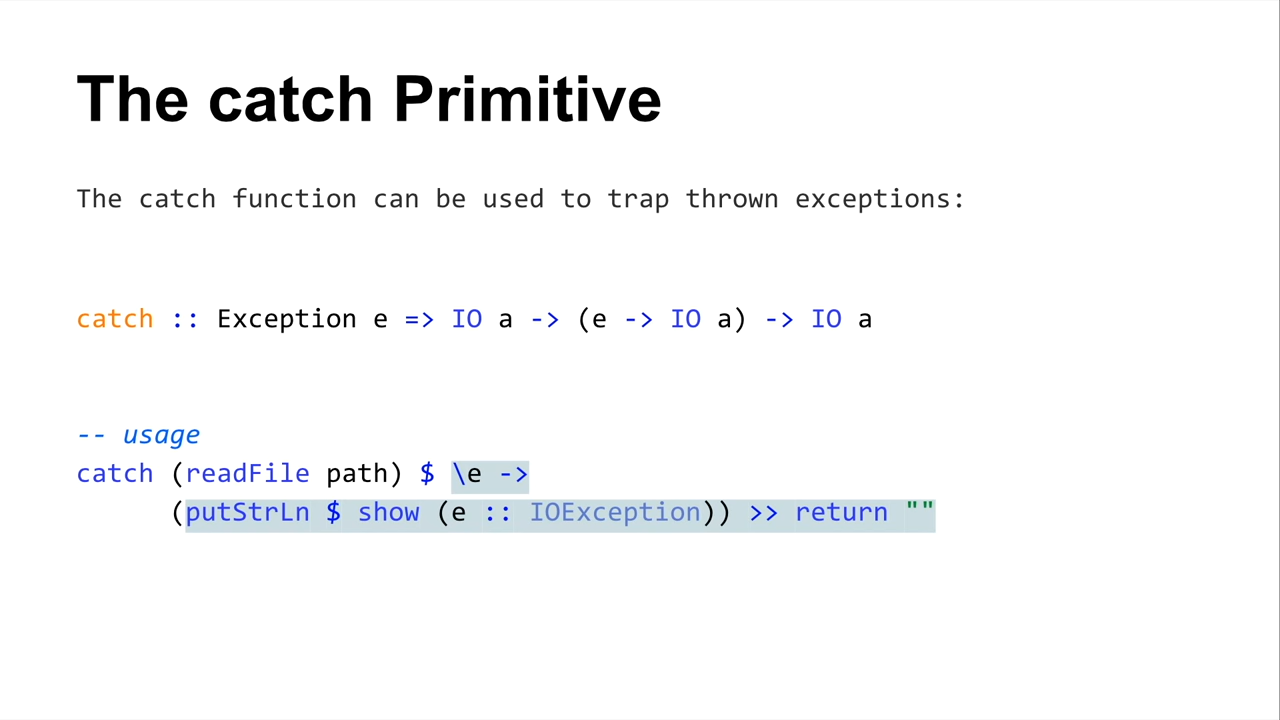 The catch Primitive
The catch function can be used to trap thrown exceptions:
catch :: Exception e => IO a -> (e -> IO a) -> IO a
-- usage
catch (readFile path) $ \e ->
(putStrLn $ show (e :: IOException)) >> return ""